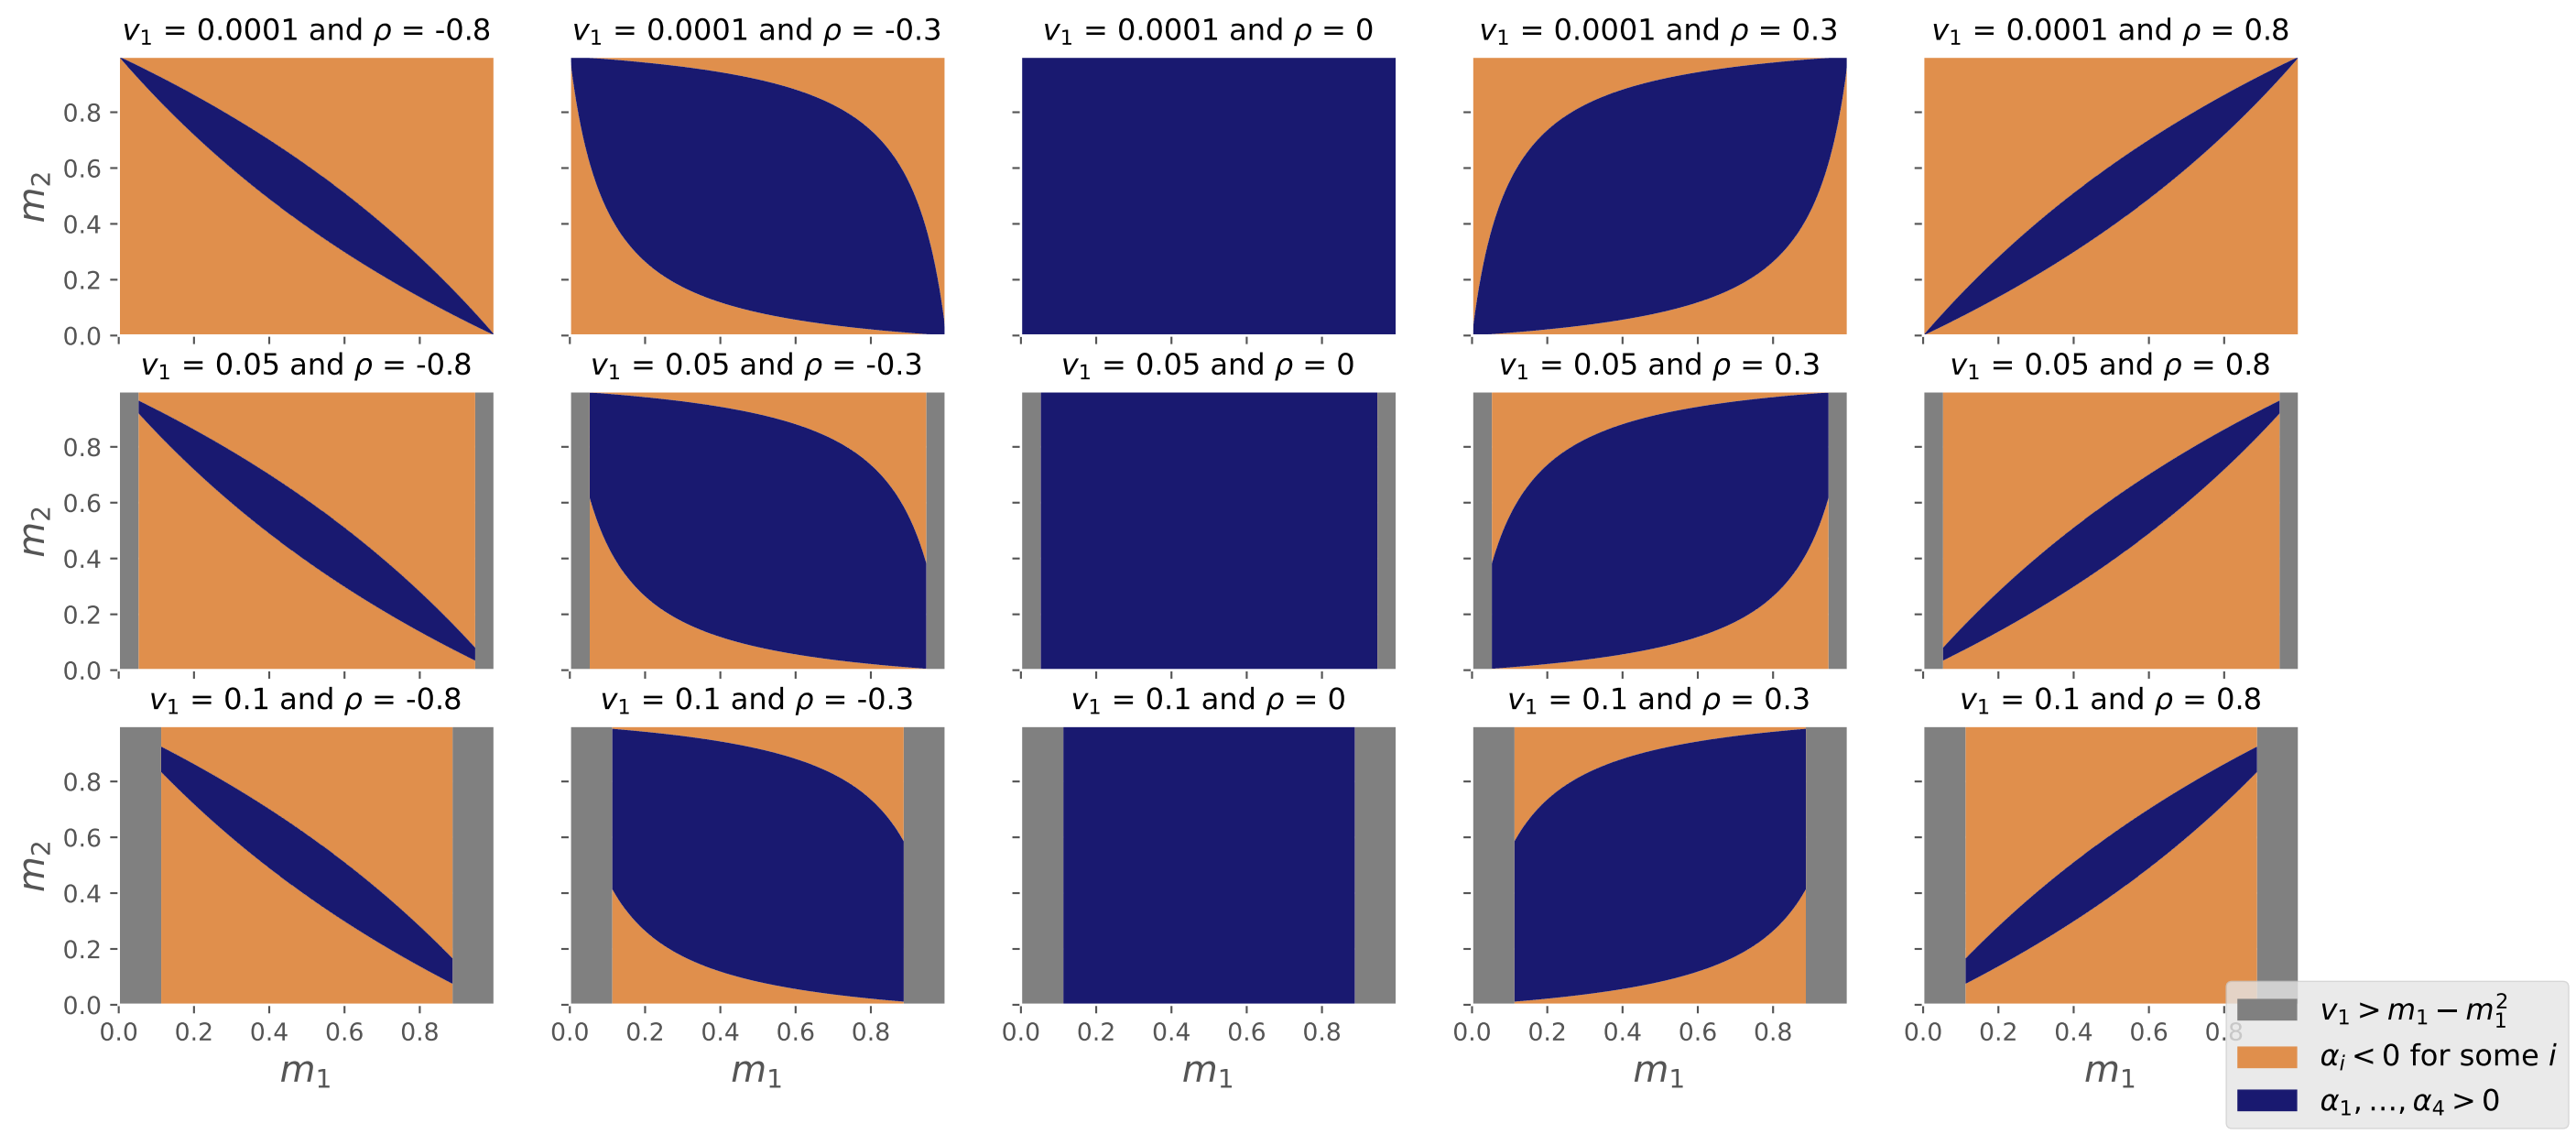 v₁ = 0.0001 and ρ = -0.8
v₁ = 0.0001 and ρ = -0.3
v₁ = 0.0001 and ρ = 0
v₁ = 0.0001 and ρ = 0.3
v₁ = 0.0001 and ρ = 0.8
m₂
0.8
0.6
0.4
0.2
0.0
v₁ = 0.05 and ρ = -0.8
v₁ = 0.05 and ρ = -0.3
v₁ = 0.05 and ρ = 0
v₁ = 0.05 and ρ = 0.3
v₁ = 0.05 and ρ = 0.8
m₂
0.8
0.6
0.4
0.2
0.0
v₁ = 0.1 and ρ = -0.8
v₁ = 0.1 and ρ = -0.3
v₁ = 0.1 and ρ = 0
v₁ = 0.1 and ρ = 0.3
v₁ = 0.1 and ρ = 0.8
m₂
0.8
0.6
0.4
0.2
0.0
0.0 0.2 0.4 0.6 0.8
0.0 0.2 0.4 0.6 0.8
0.0 0.2 0.4 0.6 0.8
0.0 0.2 0.4 0.6 0.8
0.0 0.2 0.4 0.6 0.8
m₁
m₁
m₁
m₁
m₁
v₁ > m₁ − m₁²
αᵢ < 0 for some i
α₁, …, α₄ > 0